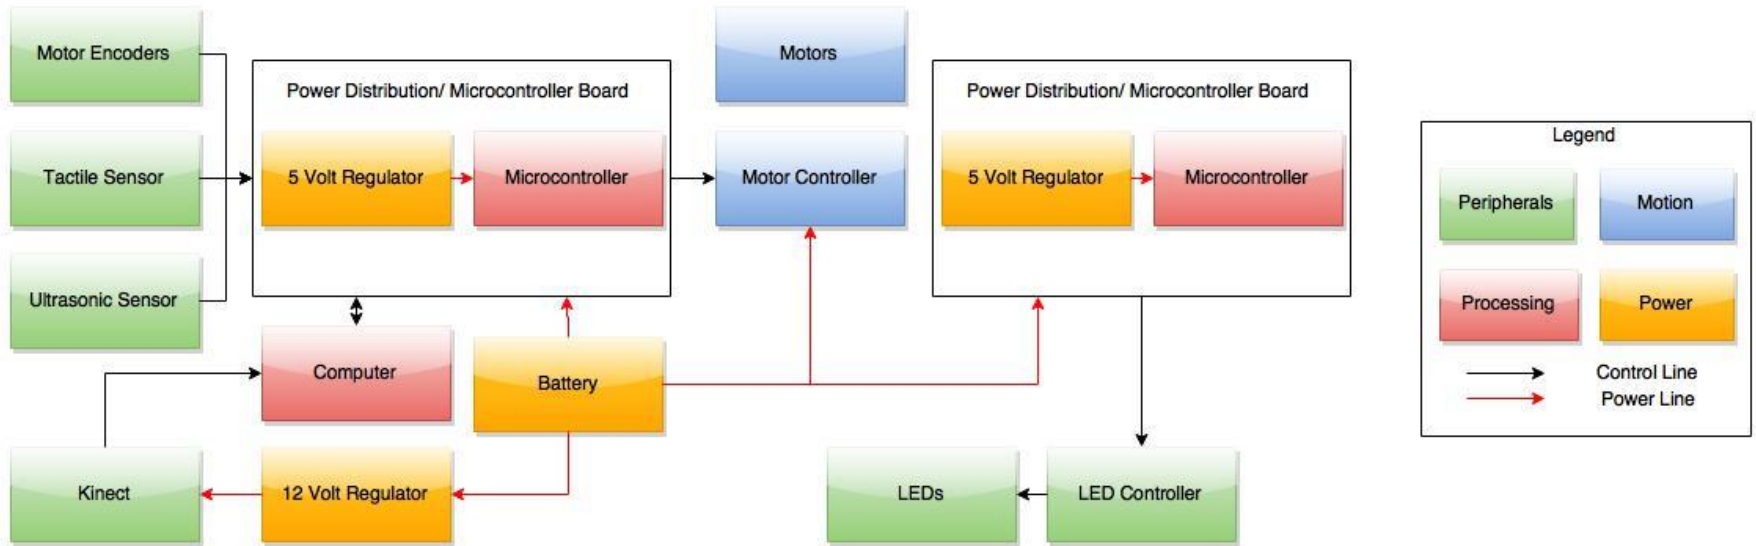 Motor Encoders
Motors
Power Distribution/ Microcontroller Board
Power Distribution/ Microcontroller Board
Legend
Tactile Sensor
5 Volt Regulator
Microcontroller
Motor Controller
5 Volt Regulator
Microcontroller
Peripherals
Motion
Ultrasonic Sensor
Processing
Power
Computer
Battery
Control Line
Power Line
Kinect
12 Volt Regulator
LEDs
LED Controller